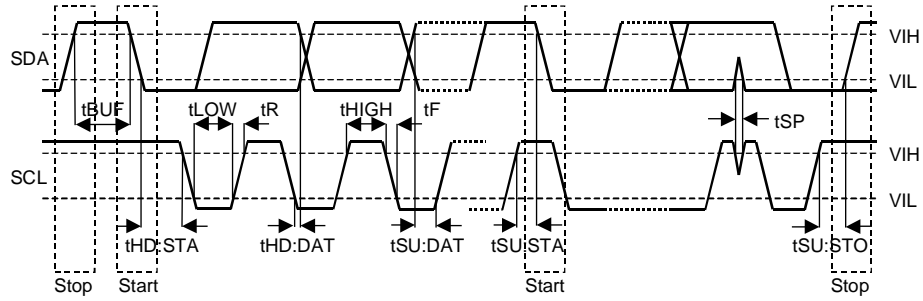 VIH
SDA
VIL
tBUF tLOW tR tHIGH tF
tSP
VIH
SCL
VIL
tHD:STA tHD:DAT tSU:DAT tSU:STA tSU:STO
Stop Start Start Stop